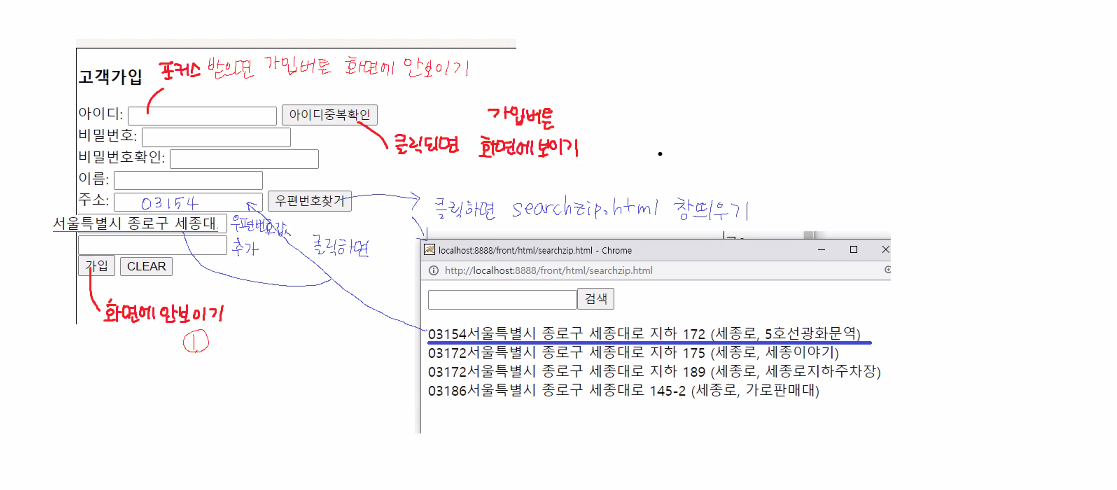 고객가입 포커스 받으면 가입버튼 화면에 안보이기
아이디: 아이디중복확인
비밀번호: 가입버튼
비밀번호확인: 클릭되면 화면에보이기
이름:
주소: 03154 우편번호찾기 클릭하면 searchzip.html 창띄우기
서울특별시 종로구 세종대.
추가 클릭하면
가입 CLEAR
화면에 안보이기
①
localhost:8888/front/html/searchzip.html - Chrome
http://localhost:8888/front/html/searchzip.html
검색
03154서울특별시 종로구 세종대로 지하 172 (세종로, 5호선광화문역)
03172서울특별시 종로구 세종대로 지하 175 (세종로, 세종이야기)
03172서울특별시 종로구 세종대로 지하 189 (세종로, 세종로지하주차장)
03186서울특별시 종로구 세종대로 145-2 (세종로, 가로판매대)